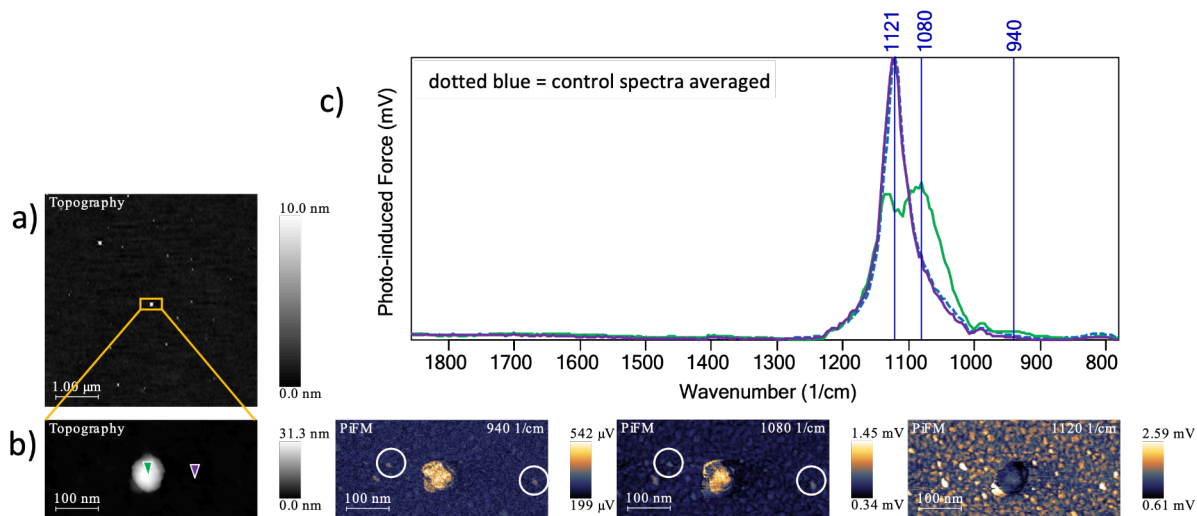 1121
1080
940
c)
dotted blue = control spectra averaged
Photo-induced Force (mV)
1800 1700 1600 1500 1400 1300 1200 1100 1000 900 800
Wavenumber (1/cm)
a)
Topography
10.0 nm
1.00 µm
0.0 nm
b)
Topography
31.3 nm
100 nm
0.0 nm
PiFM 940 1/cm
542 µV
100 nm
199 µV
PiFM 1080 1/cm
1.45 mV
100 nm
0.34 mV
PiFM 1120 1/cm
2.59 mV
100 nm
0.61 mV